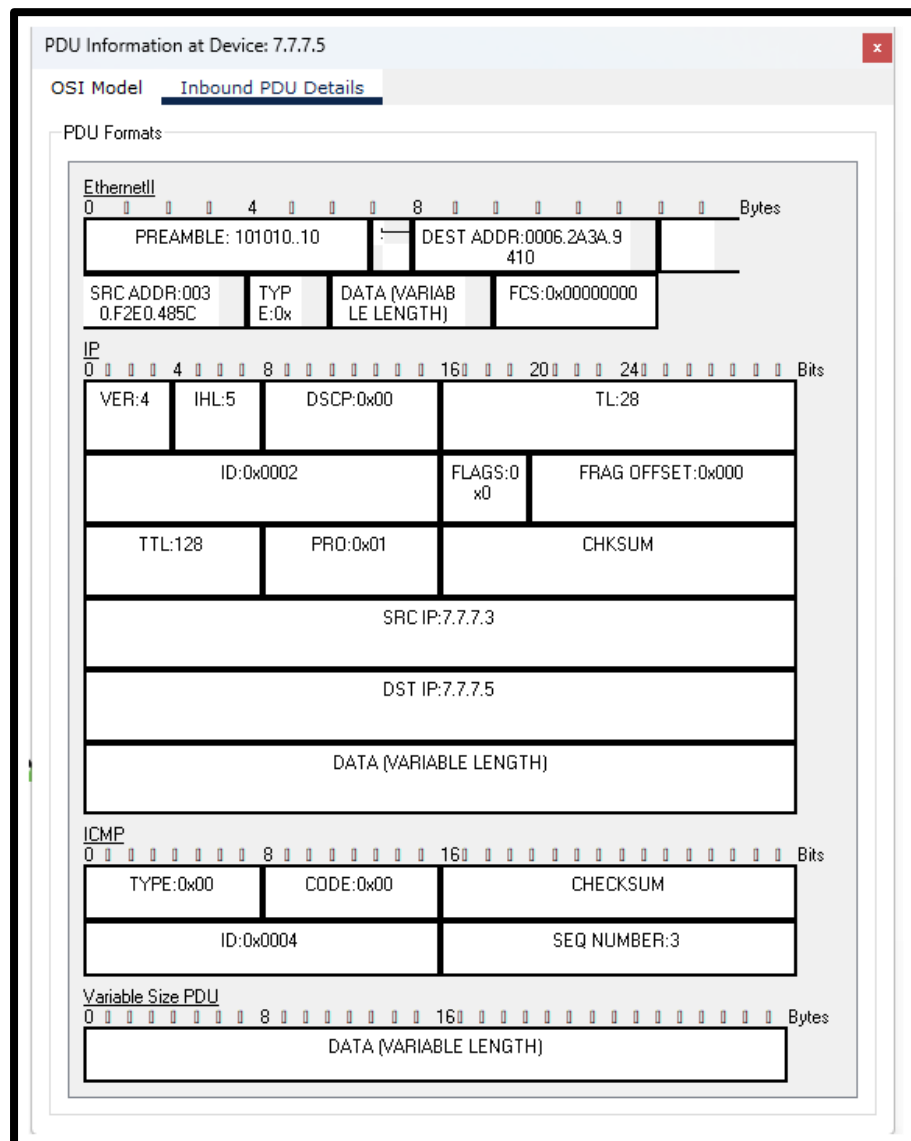 PDU Information at Device: 7.7.7.5
x
OSI Model Inbound PDU Details
PDU Formats
EthernetII
0 4 8 Bytes
PREAMBLE: 101010..10 DEST ADDR:0006.2A3A.9
410
SRC ADDR:003 TYP DATA (VARIAB FCS:0x00000000
0.F2E0.485C E:0x LE LENGTH)
IP
0 4 8 16 20 24 Bits
VER:4 IHL:5 DSCP:0x00 TL:28
ID:0x0002 FLAGS:0 FRAG OFFSET:0x000
x0
TTL:128 PRO:0x01 CHKSUM
SRC IP:7.7.7.3
DST IP:7.7.7.5
DATA (VARIABLE LENGTH)
ICMP
0 8 16 Bits
TYPE:0x00 CODE:0x00 CHECKSUM
ID:0x0004 SEQ NUMBER:3
Variable Size PDU
0 8 16 Bytes
DATA (VARIABLE LENGTH)